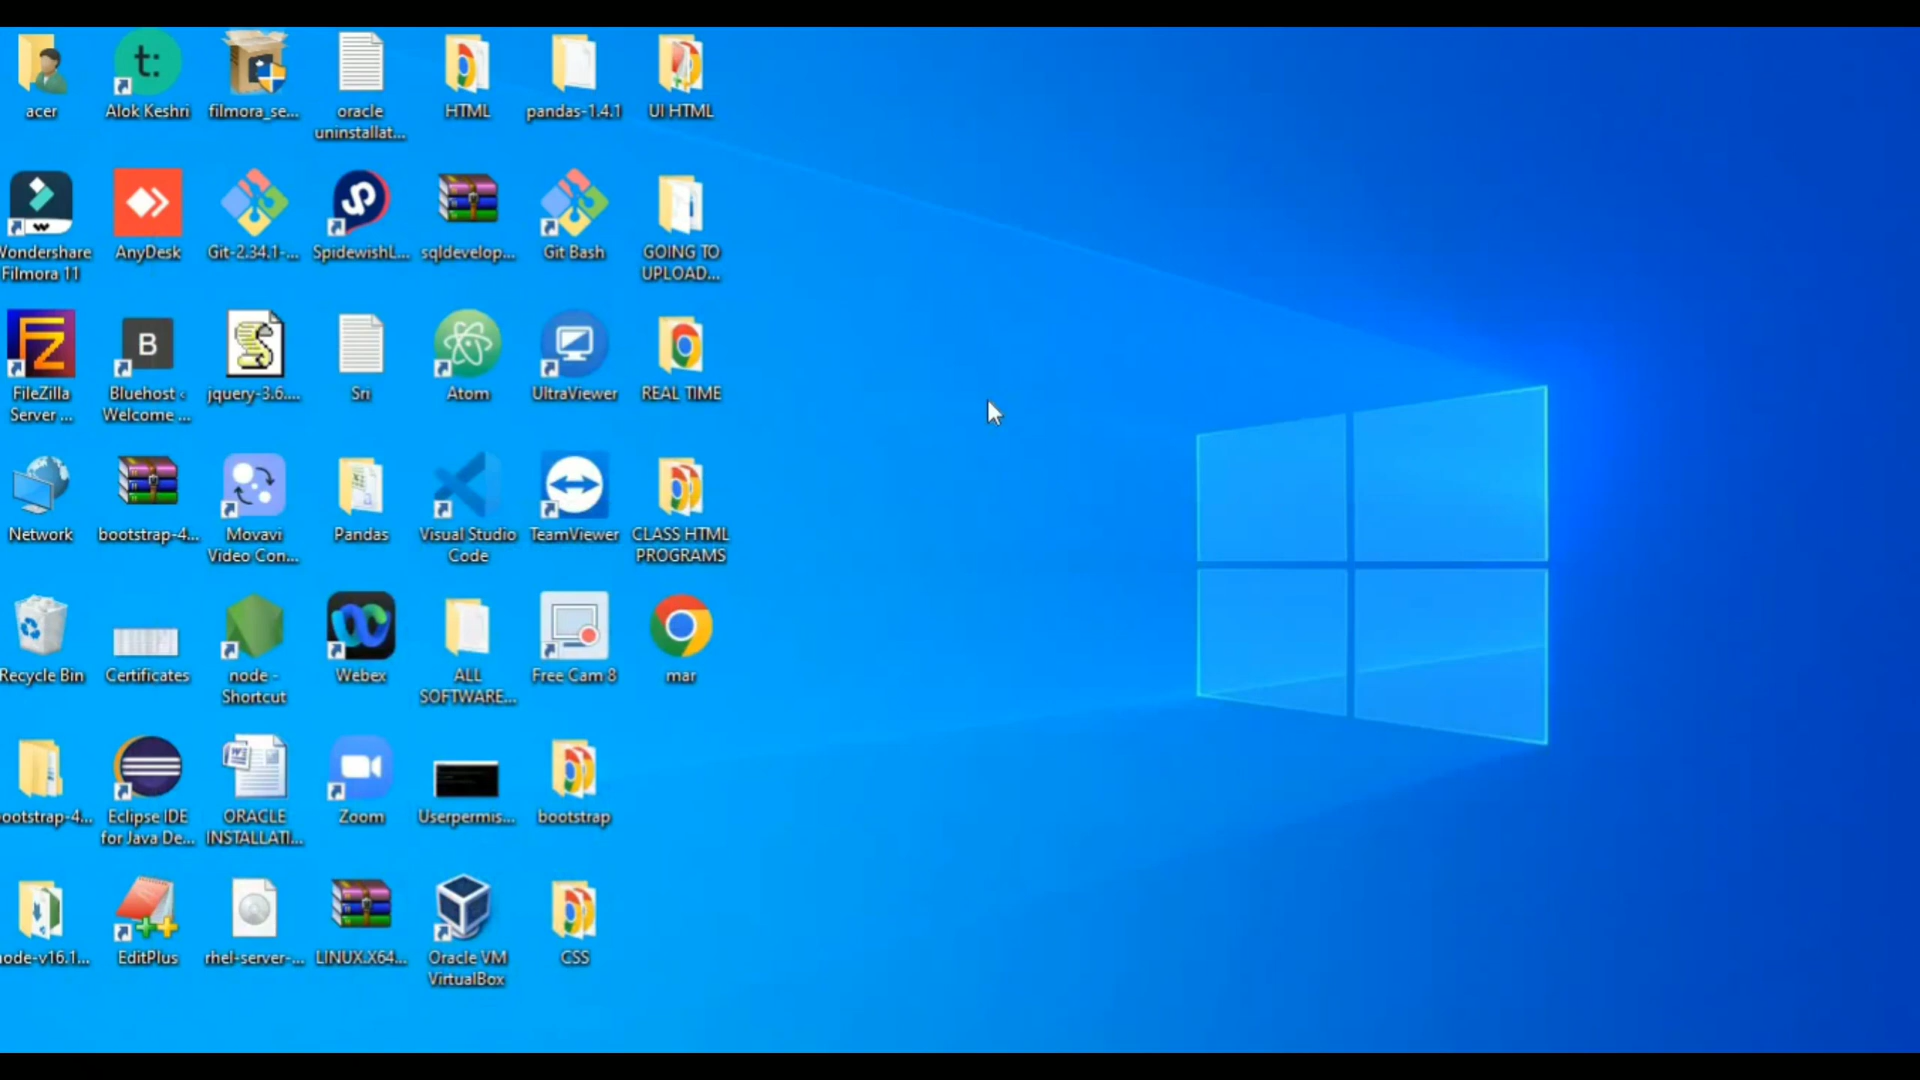 acer
Alok Keshri
filmora_se...
oracle
uninstallat...
HTML
pandas-1.4.1
UI HTML
Wondershare
Filmora 11
AnyDesk
Git-2.34.1-...
SpidewishL...
sqldevelop...
Git Bash
GOING TO
UPLOAD...
FileZilla
Server ...
Bluehost ‹
Welcome ...
jquery-3.6....
Sri
Atom
UltraViewer
REAL TIME
Network
bootstrap-4...
Movavi
Video Con...
Pandas
Visual Studio
Code
TeamViewer
CLASS HTML
PROGRAMS
Recycle Bin
Certificates
node -
Shortcut
Webex
ALL
SOFTWARE...
Free Cam 8
mar
ootstrap-4...
Eclipse IDE
for Java De...
ORACLE
INSTALLATI...
Zoom
Userpermis...
bootstrap
node-v16.1...
EditPlus
rhel-server-...
LINUX.X64...
Oracle VM
VirtualBox
CSS